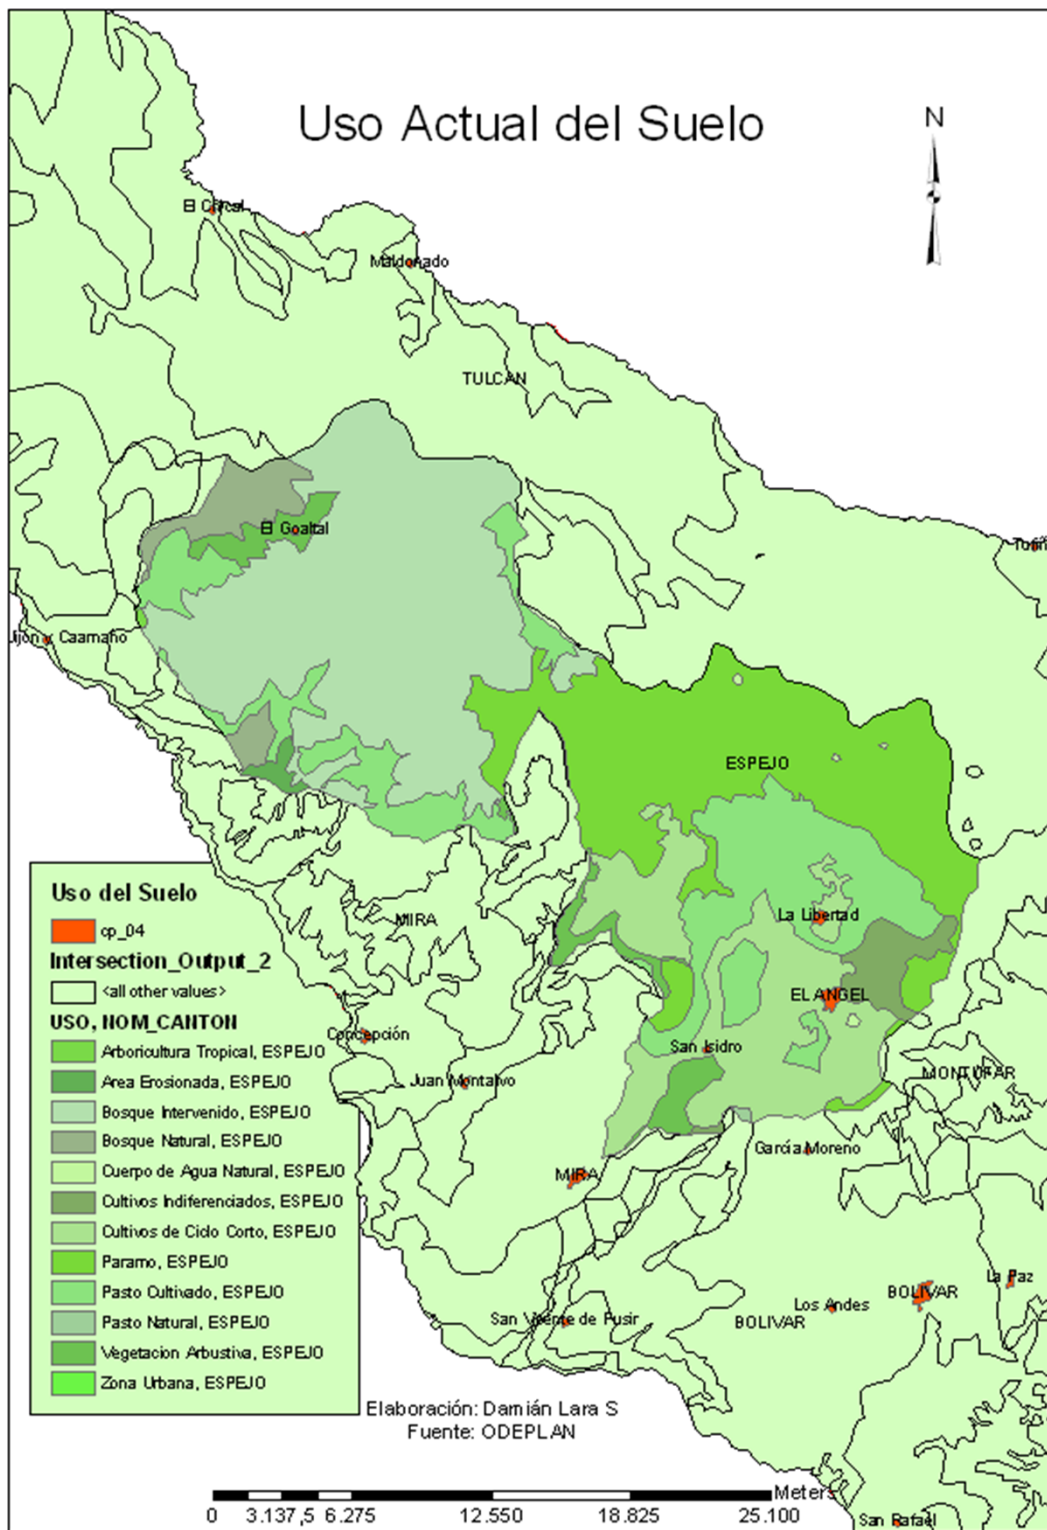 Uso Actual del Suelo
N
El Chical
Maldonado
TULCAN
El Goaltal
Tufin
Jijón y Caamaño
ESPEJO
La Libertad
EL ANGEL
San Isidro
MONTUFAR
MIRA
Concepción
Juan Montalvo
García Moreno
MIRA
La Paz
BOLIVAR
Los Andes
BOLIVAR
San Vicente de Pusir
San Rafael
Uso del Suelo
cp_04
Intersection_Output_2
<all other values>
USO, NOM_CANTON
Arboricultura Tropical, ESPEJO
Area Erosionada, ESPEJO
Bosque Intervenido, ESPEJO
Bosque Natural, ESPEJO
Cuerpo de Agua Natural, ESPEJO
Cultivos Indiferenciados, ESPEJO
Cultivos de Ciclo Corto, ESPEJO
Paramo, ESPEJO
Pasto Cultivado, ESPEJO
Pasto Natural, ESPEJO
Vegetacion Arbustiva, ESPEJO
Zona Urbana, ESPEJO
Elaboración: Damián Lara S
Fuente: ODEPLAN
Meters
0 3.137,5 6.275 12.550 18.825 25.100